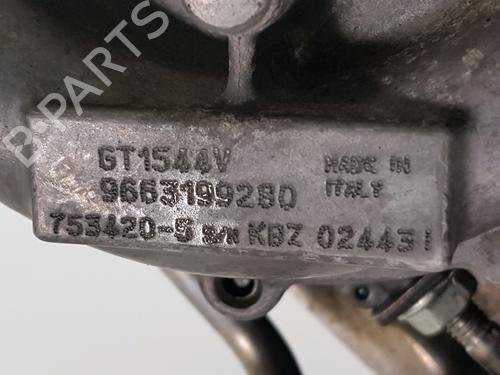 B-PARTS
GT1544V
9663199280
MADE IN
ITALY
753420-5 S/N KBZ 024431